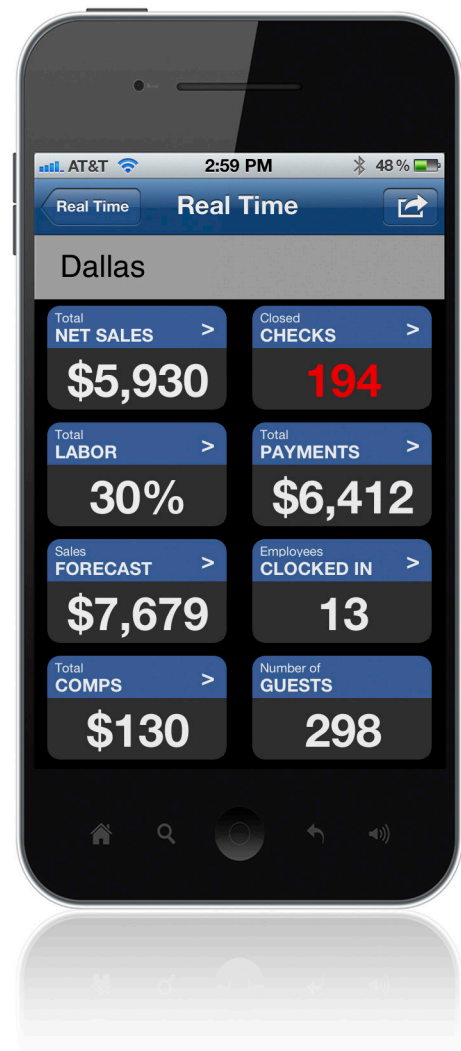 AT&T 2:59 PM 48%
Real Time Real Time
Dallas
Total
NET SALES >
$5,930
Closed
CHECKS >
194
Total
LABOR >
30%
Total
PAYMENTS >
$6,412
Sales
FORECAST >
$7,679
Employees
CLOCKED IN >
13
Total
COMPS >
$130
Number of
GUESTS
298